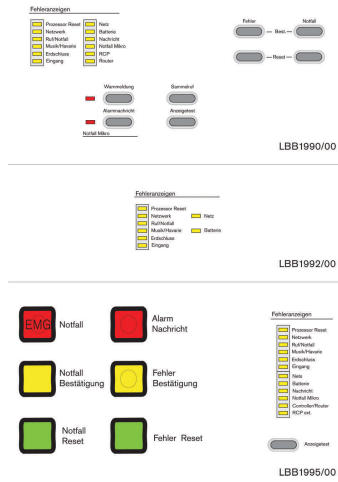 Fehleranzeigen
Prozessor Reset Netz
Netzwerk Batterie
Ruf/Notfall Nachricht
Musik/Havarie Notfall Mikro
Erdschluss RCP
Eingang Router
Fehler Notfall
Best.
Reset
Warnmeldung Sammelruf
Alarmnachricht Anzeigetest
Notfall Mikro
LBB1990/00
Fehleranzeigen
Prozessor Reset
Netzwerk Netz
Ruf/Notfall
Musik/Havarie Batterie
Erdschluss
Eingang
LBB1992/00
EMG Notfall
Alarm
Nachricht
Notfall
Bestätigung
Fehler
Bestätigung
Notfall
Reset
Fehler Reset
Fehleranzeigen
Prozessor Reset
Netzwerk
Ruf/Notfall
Musik/Havarie
Erdschluss
Eingang
Netz
Batterie
Nachricht
Notfall Mikro
Controller/Router
RCP ext.
Anzeigetest
LBB1995/00